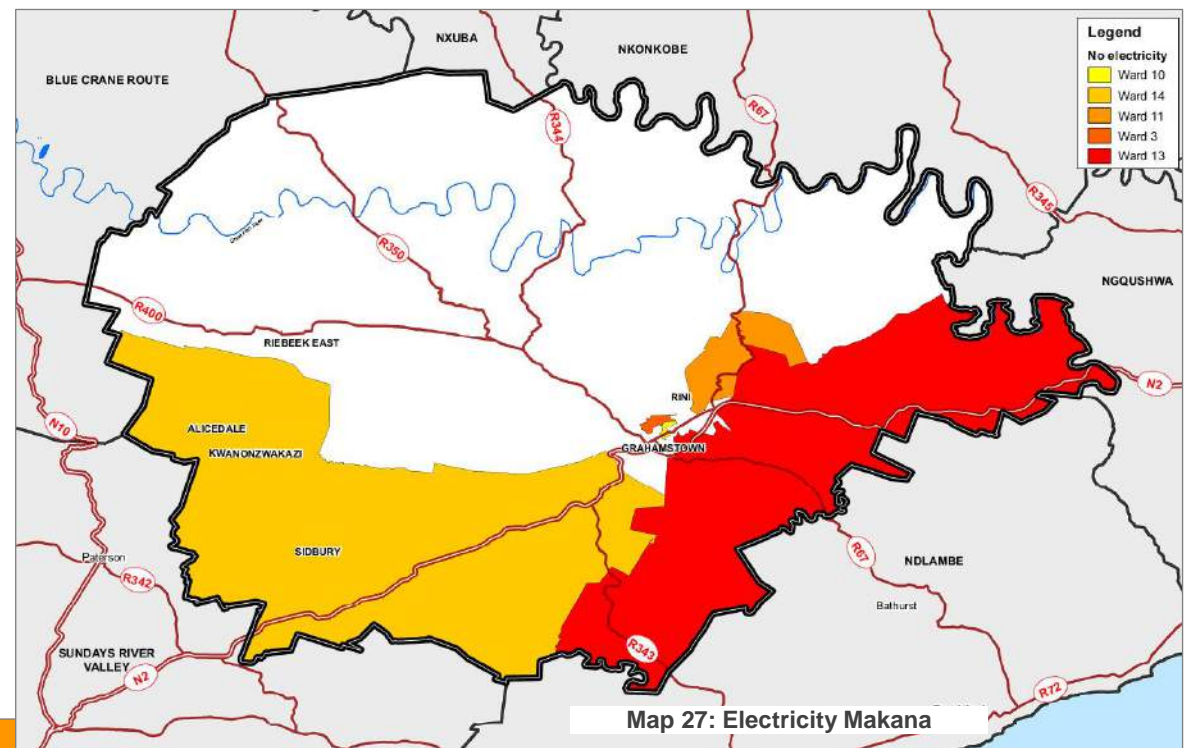 NXUBA
NKONKOBE
BLUE CRANE ROUTE
Legend
No electricity
Ward 10
Ward 14
Ward 11
Ward 3
Ward 13
R344
R67
R345
R350
NGQUSHWA
R400
RIEBEEK EAST
N2
RINI
N10
ALICEDALE
KWANONZWAKAZI
GRAHAMSTOWN
SIDBURY
Paterson
R342
R67
NDLAMBE
Bathurst
SUNDAYS RIVER
VALLEY
N2
R343
R72
Map 27: Electricity Makana